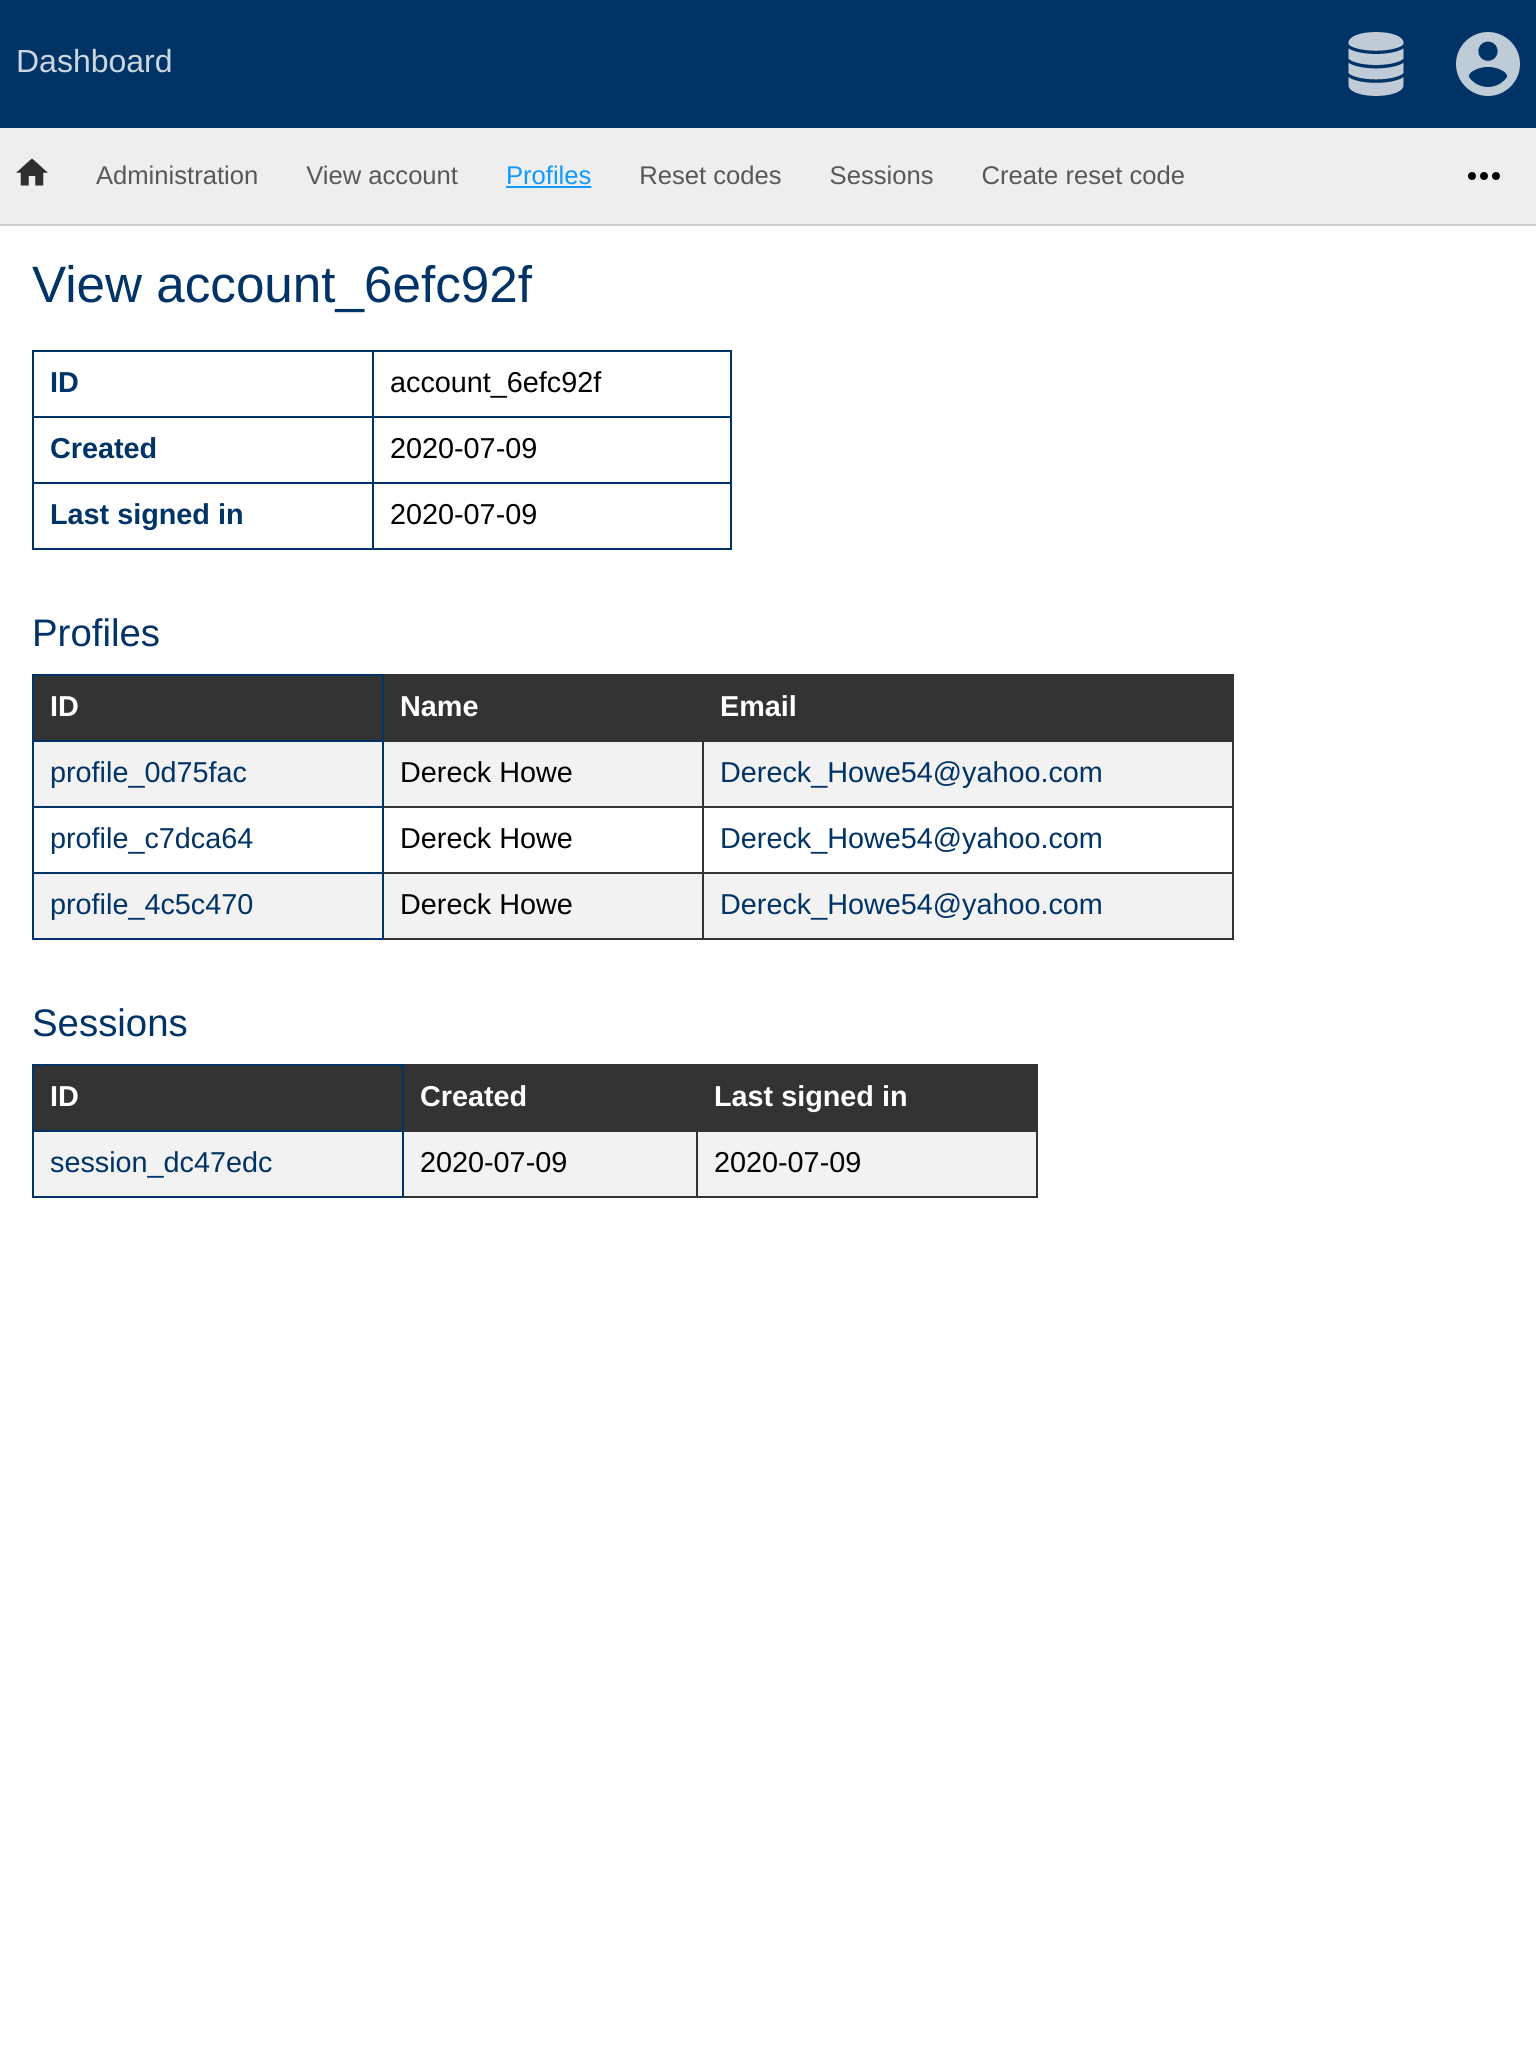 Dashboard
Administration View account Profiles Reset codes Sessions Create reset code
View account_6efc92f
ID account_6efc92f
Created 2020-07-09
Last signed in 2020-07-09
Profiles
ID Name Email
profile_0d75fac Dereck Howe Dereck_Howe54@yahoo.com
profile_c7dca64 Dereck Howe Dereck_Howe54@yahoo.com
profile_4c5c470 Dereck Howe Dereck_Howe54@yahoo.com
Sessions
ID Created Last signed in
session_dc47edc 2020-07-09 2020-07-09